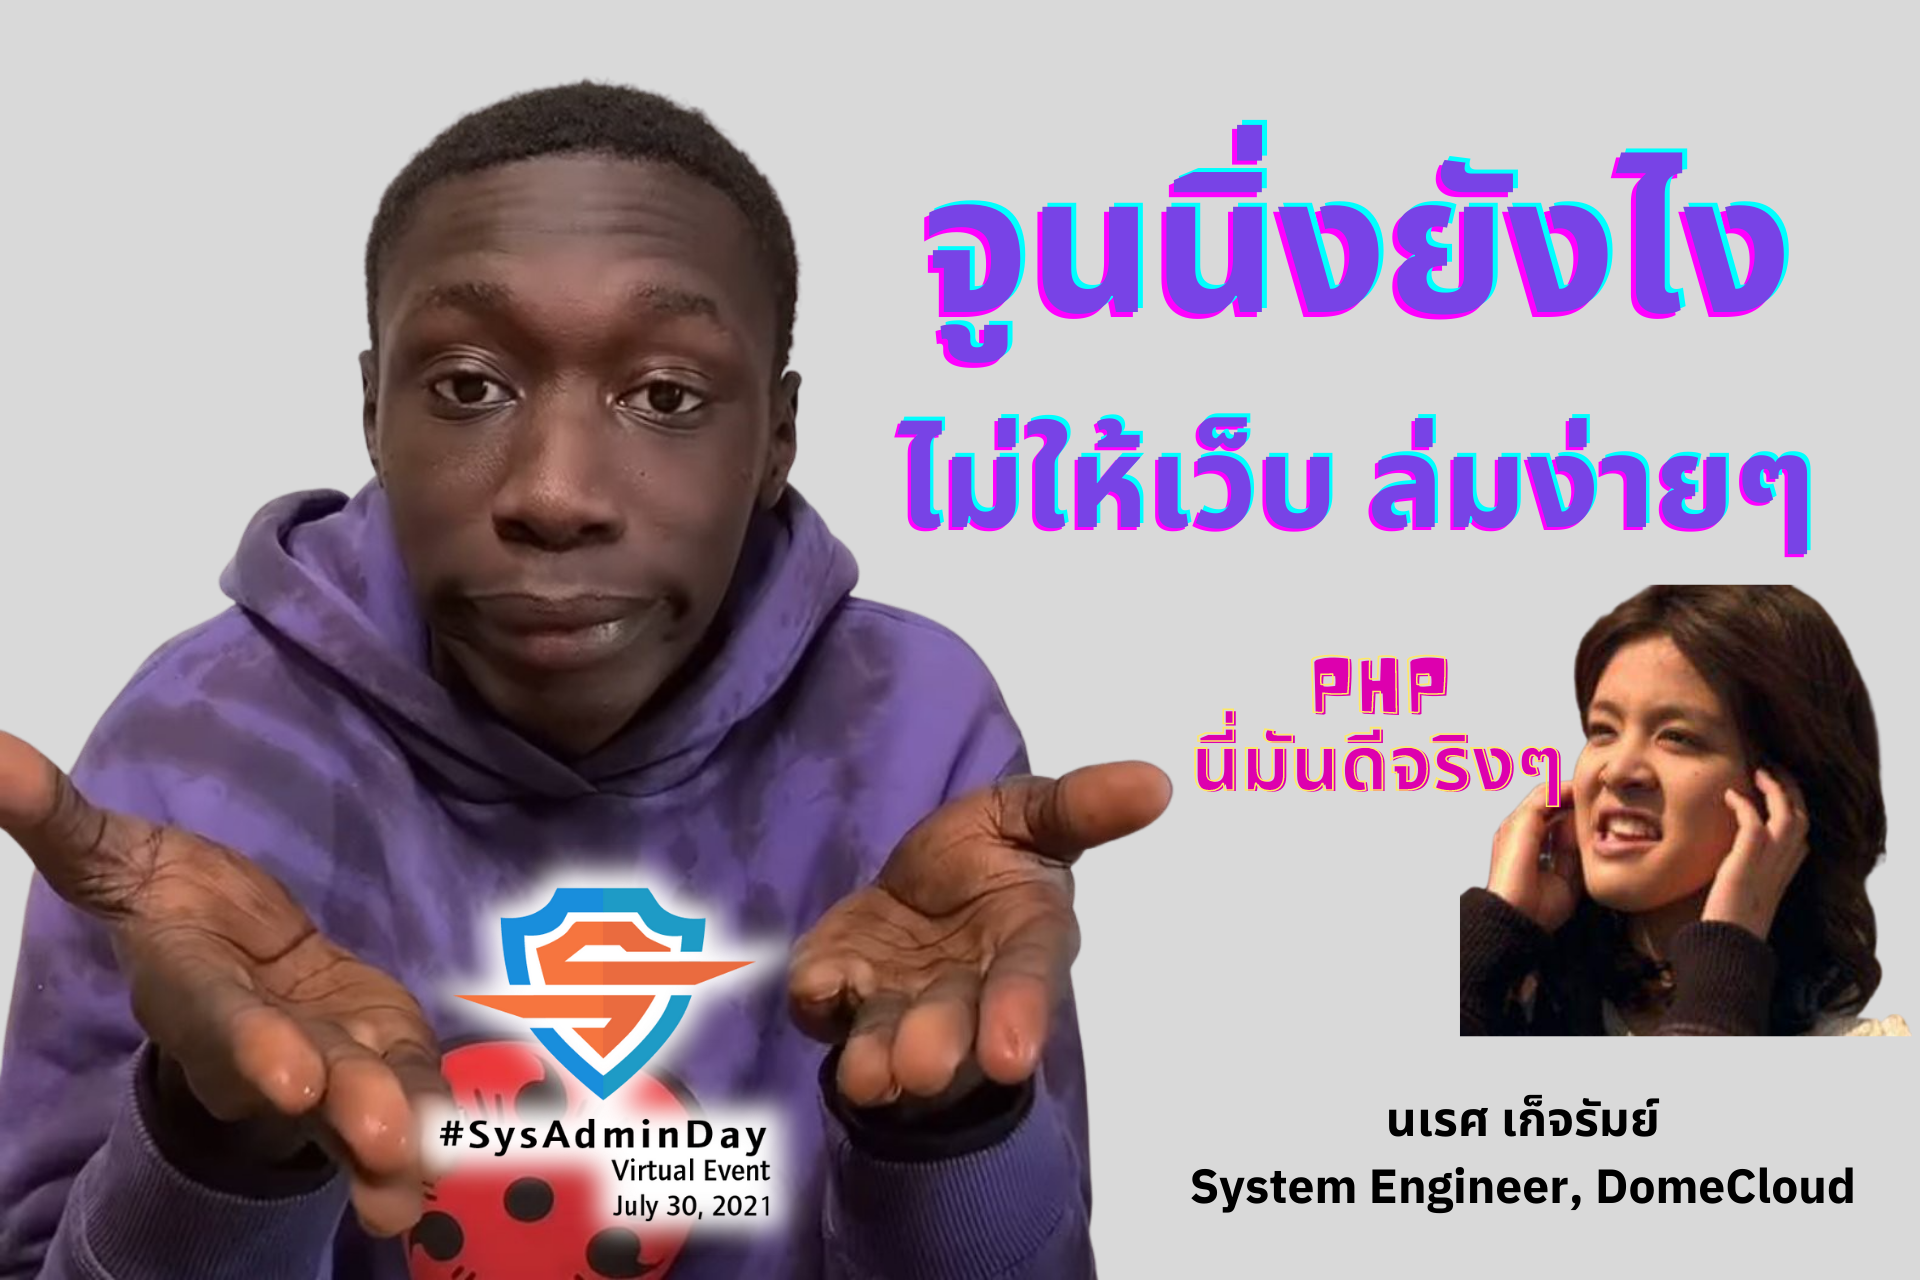 จูนนิ่งยังไง
ไม่ให้เว็บ ล่มง่ายๆ
PHP
นี่มันดีจริงๆ
#SysAdminDay
Virtual Event
July 30, 2021
นเรศ เก็จรัมย์
System Engineer, DomeCloud